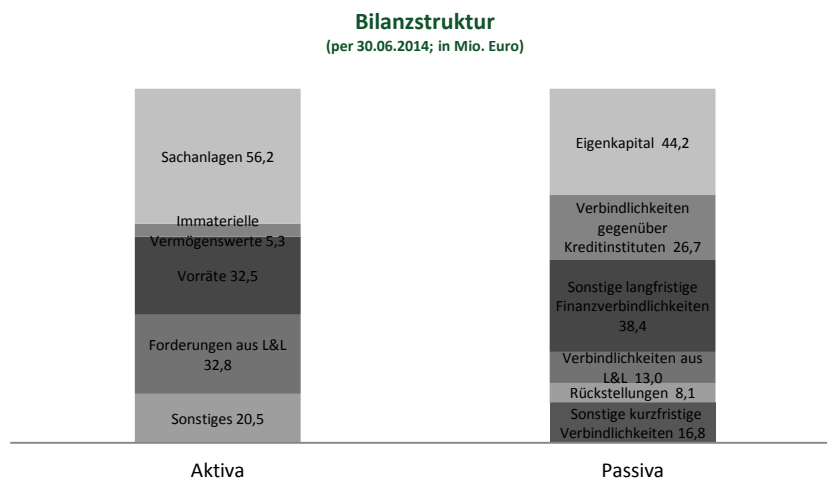 Bilanzstruktur
(per 30.06.2014; in Mio. Euro)
Sachanlagen 56,2
Immaterielle
Vermögenswerte 5,3
Vorräte 32,5
Forderungen aus L&L
32,8
Sonstiges 20,5
Aktiva
Eigenkapital 44,2
Verbindlichkeiten
gegenüber
Kreditinstituten 26,7
Sonstige langfristige
Finanzverbindlichkeiten
38,4
Verbindlichkeiten aus
L&L 13,0
Rückstellungen 8,1
Sonstige kurzfristige
Verbindlichkeiten 16,8
Passiva